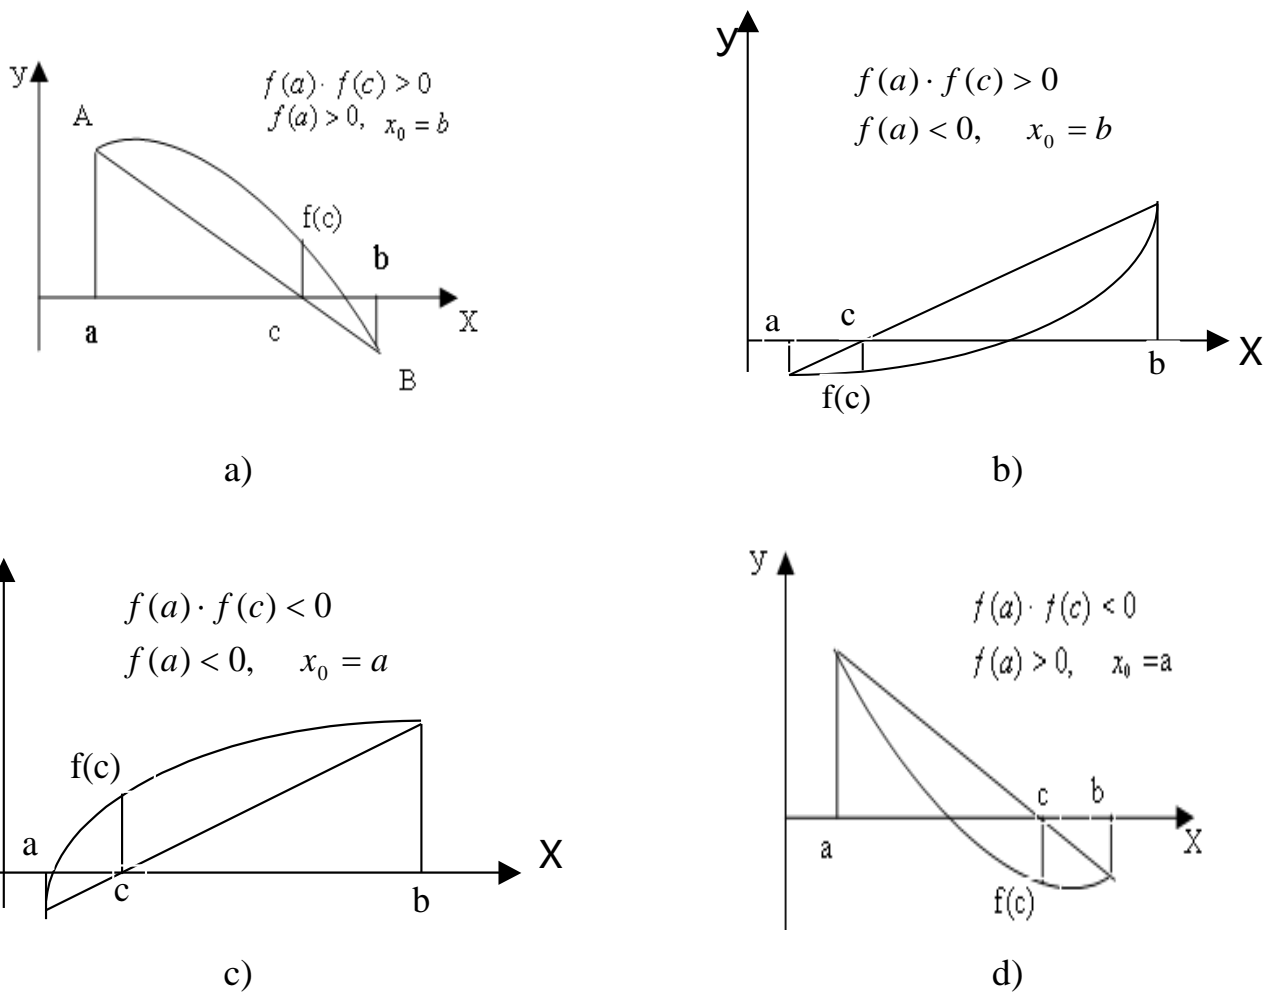 y
f(a)· f(c) > 0
f(a) > 0, x₀ = b
A
f(c)
b
a
c
X
B
a)
y
f(a)· f(c) > 0
f(a) < 0, x₀ = b
a
c
X
b
f(c)
b)
f(a)· f(c) < 0
f(a) < 0, x₀ = a
f(c)
a
X
c
b
c)
y
f(a)· f(c) < 0
f(a) > 0, x₀ =a
c
b
a
X
f(c)
d)